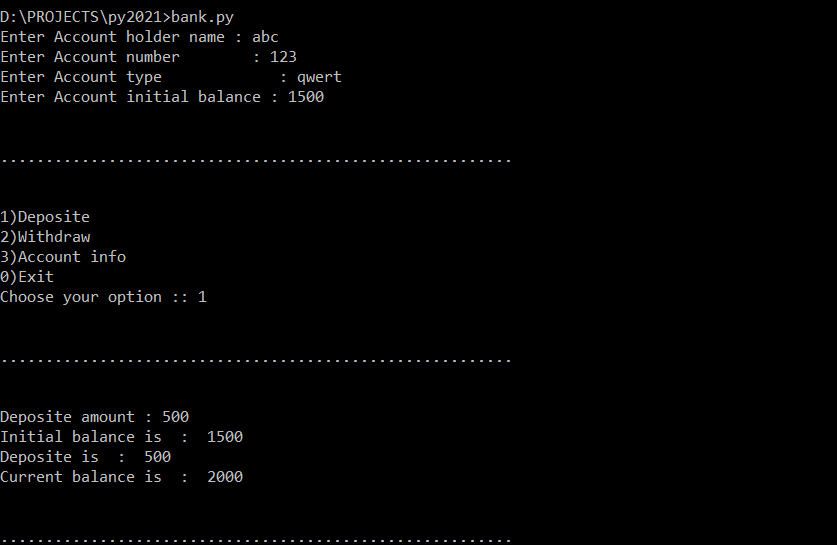 D:\PROJECTS\py2021>bank.py
Enter Account holder name : abc
Enter Account number        : 123
Enter Account type             : qwert
Enter Account initial balance : 1500
.........................................................
1)Deposite
2)Withdraw
3)Account info
0)Exit
Choose your option :: 1
.........................................................
Deposite amount : 500
Initial balance is  :  1500
Deposite is  :  500
Current balance is  :  2000
.........................................................